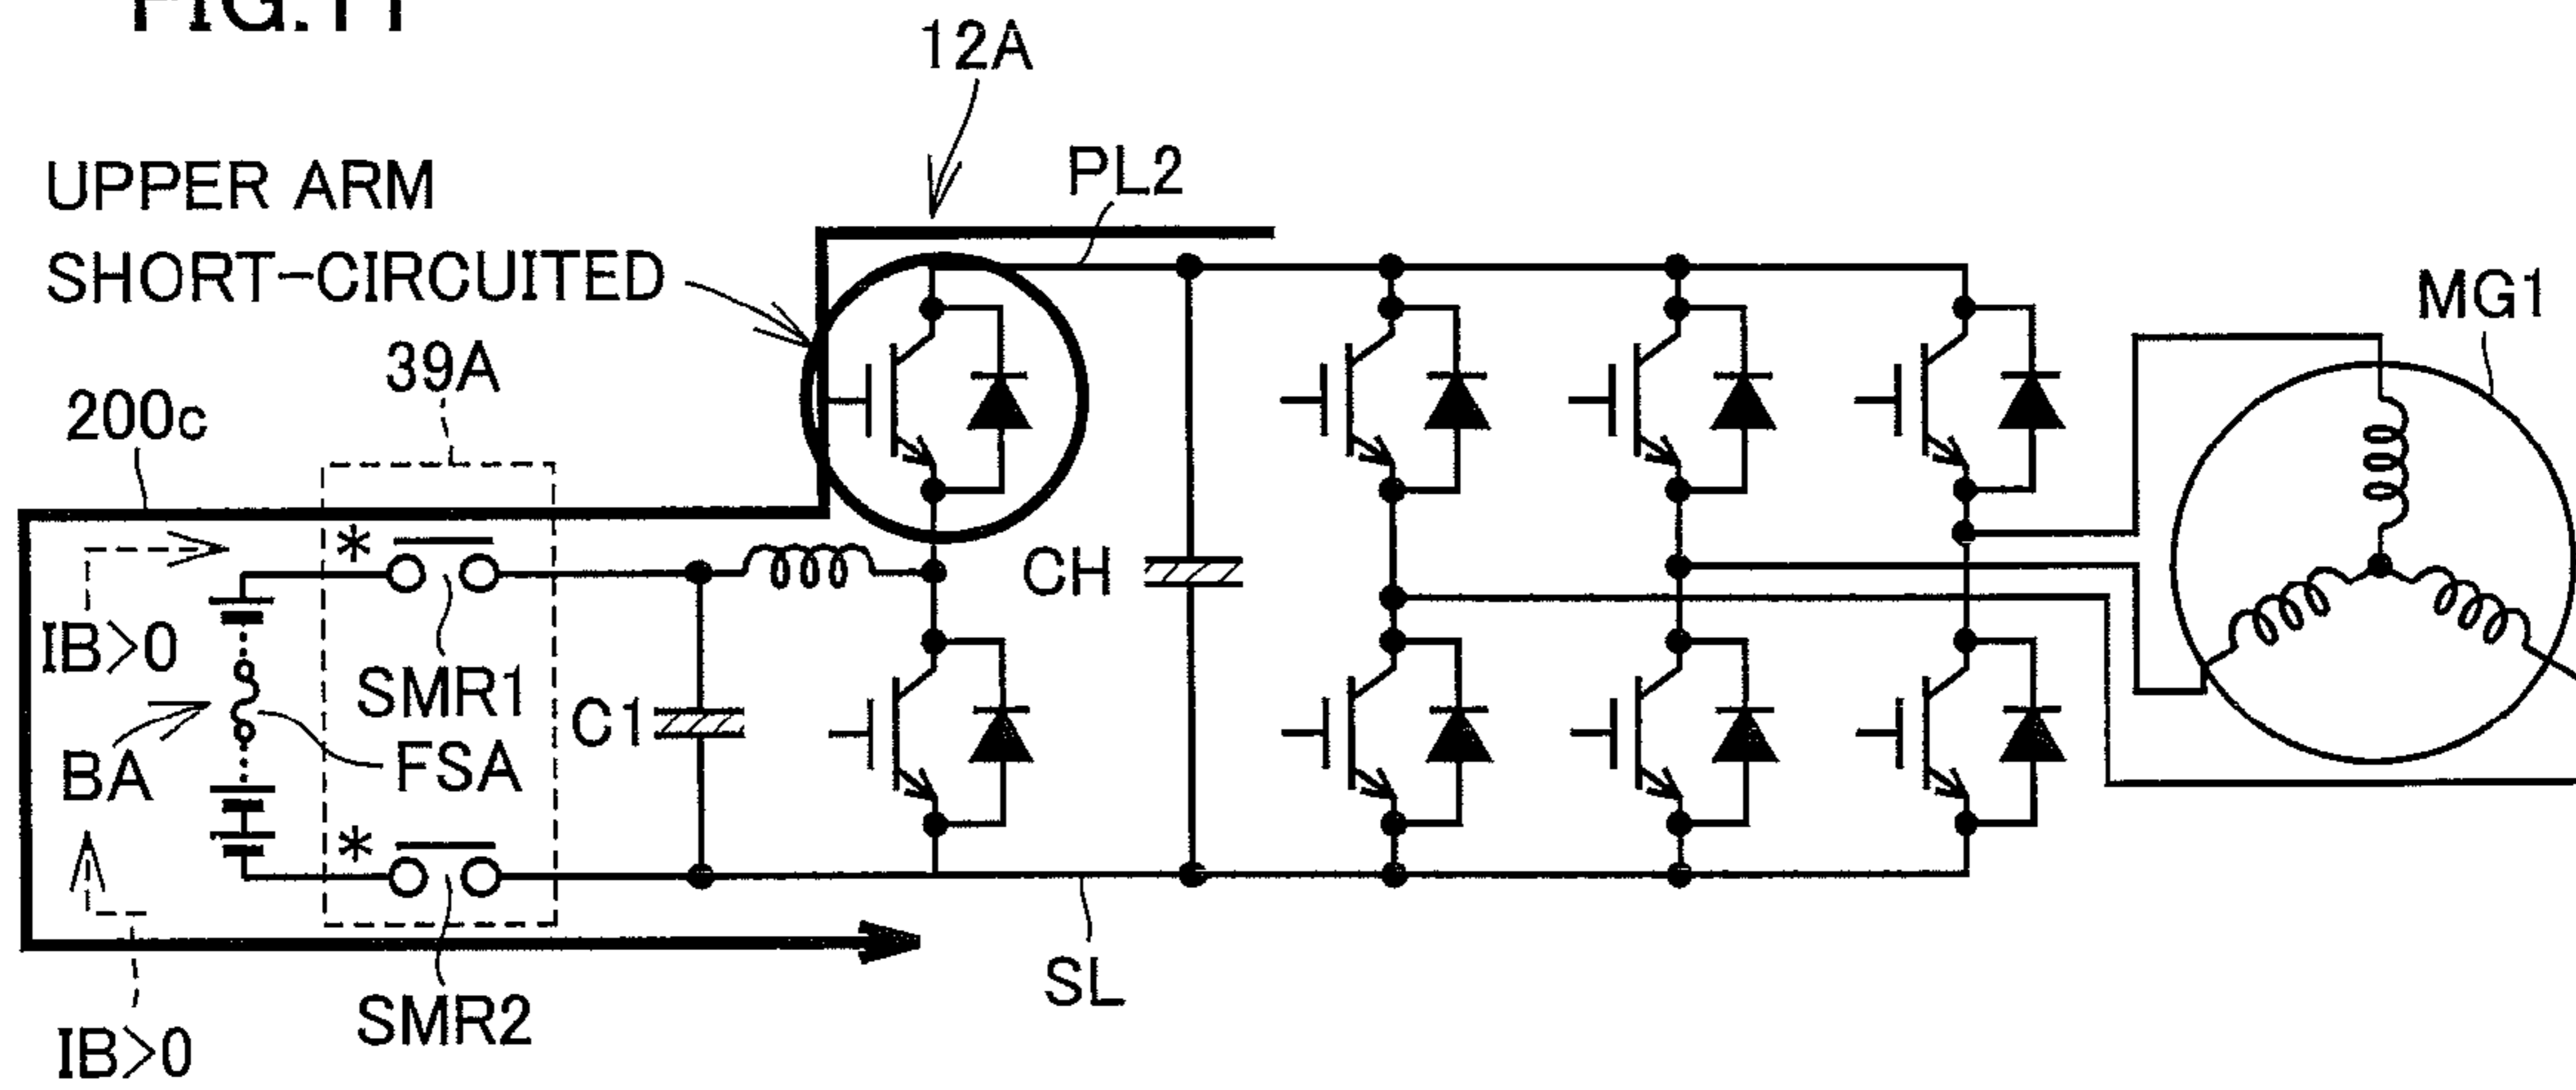 FIG.11
12A
PL2
UPPER ARM
SHORT-CIRCUITED
MG1
39A
200c
*
CH
IB>0
SMR1
C1
FSA
BA
*
SL
SMR2
IB>0